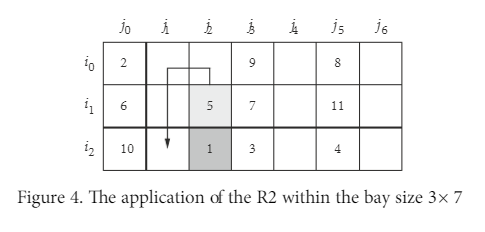 j0 j1 j2 j3 j4 j5 j6
i0 2 9 8
i1 6 5 7 11
i2 10 1 3 4
Figure 4. The application of the R2 within the bay size 3× 7